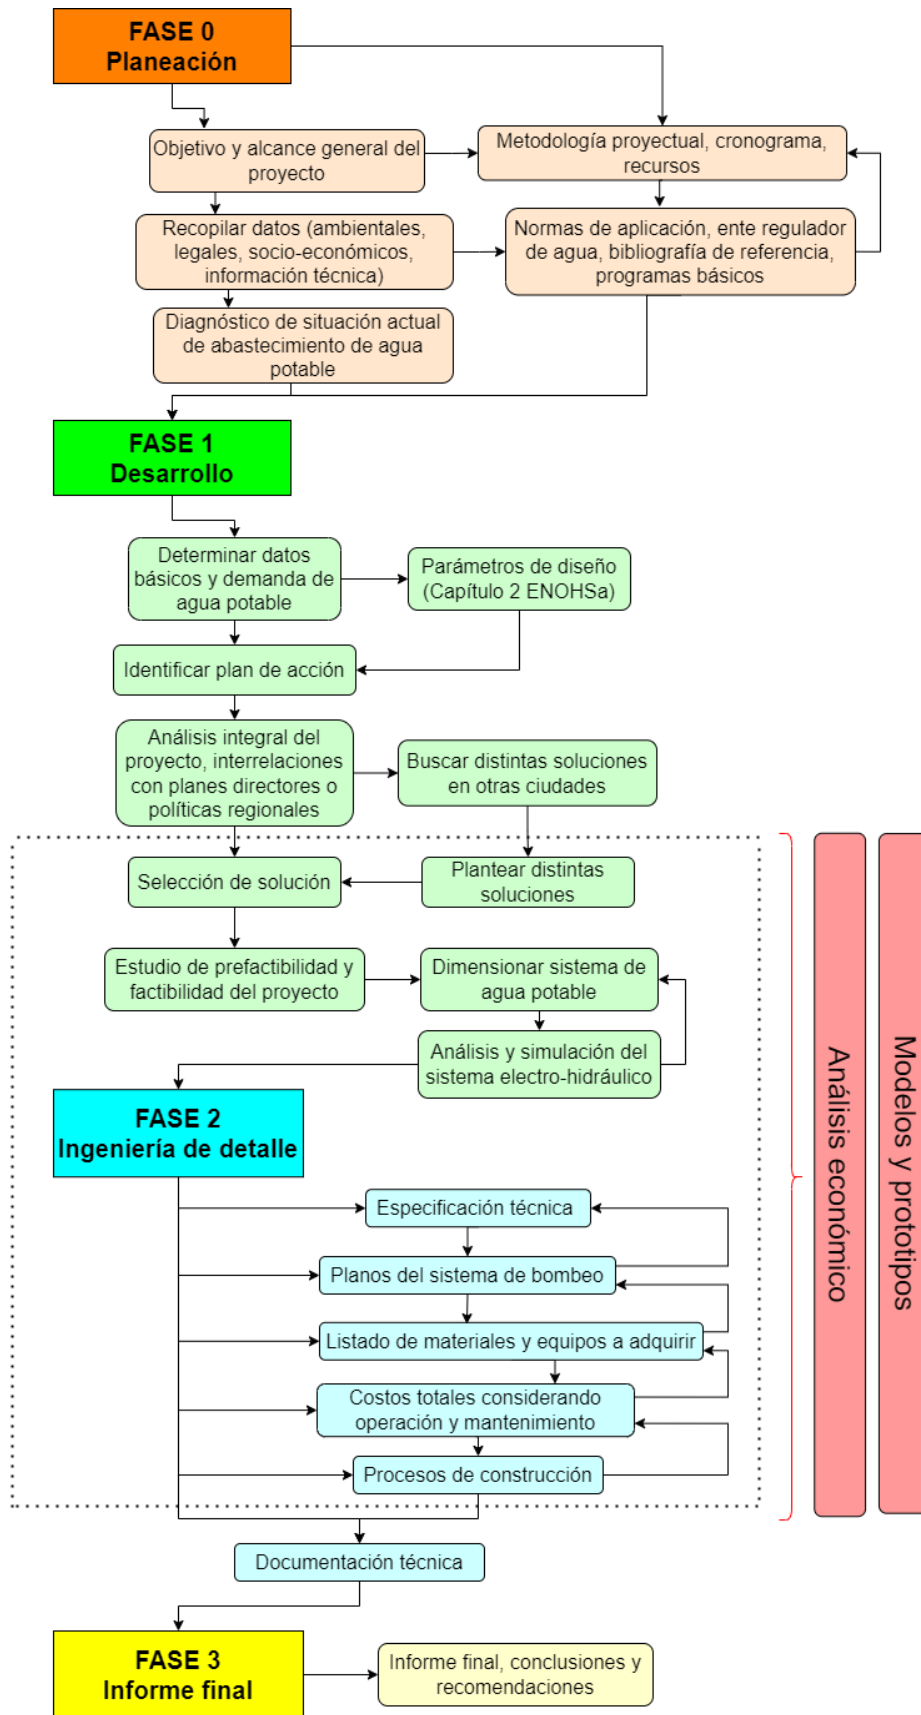 FASE 0
Planeación
Objetivo y alcance general del
proyecto
Metodología proyectual, cronograma,
recursos
Recopilar datos (ambientales,
legales, socio-económicos,
información técnica)
Normas de aplicación, ente regulador
de agua, bibliografía de referencia,
programas básicos
Diagnóstico de situación actual
de abastecimiento de agua
potable
FASE 1
Desarrollo
Determinar datos
básicos y demanda de
agua potable
Parámetros de diseño
(Capítulo 2 ENOHSa)
Identificar plan de acción
Análisis integral del
proyecto, interrelaciones
con planes directores o
políticas regionales
Buscar distintas soluciones
en otras ciudades
Selección de solución
Plantear distintas
soluciones
Estudio de prefactibilidad y
factibilidad del proyecto
Dimensionar sistema de
agua potable
Análisis y simulación del
sistema electro-hidráulico
FASE 2
Ingeniería de detalle
Especificación técnica
Planos del sistema de bombeo
Listado de materiales y equipos a adquirir
Costos totales considerando
operación y mantenimiento
Procesos de construcción
Análisis económico
Modelos y prototipos
Documentación técnica
FASE 3
Informe final
Informe final, conclusiones y
recomendaciones